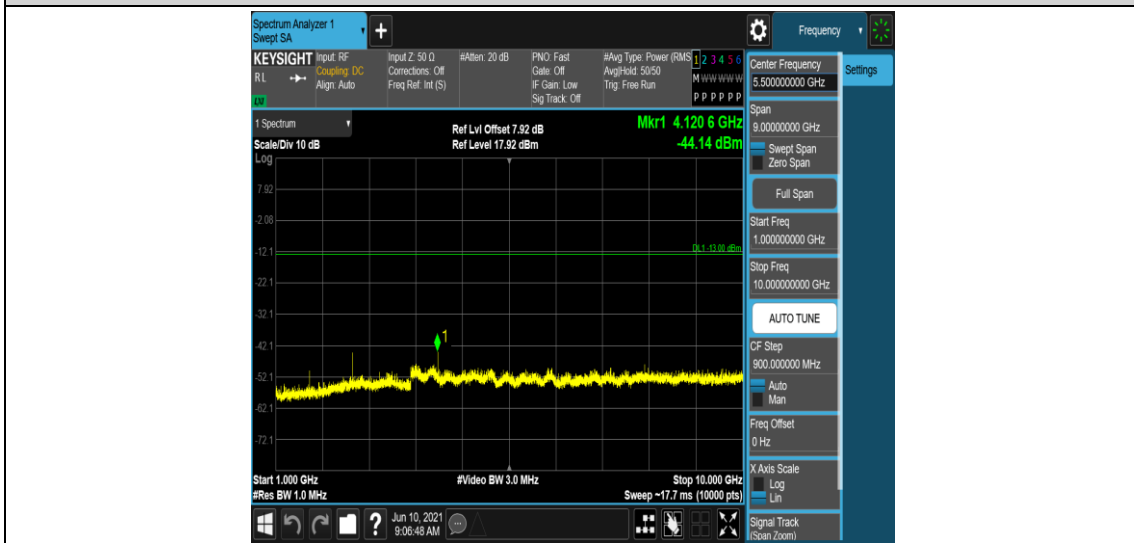 Spectrum Analyzer 1
Swept SA
+
Frequency
KEYSIGHT
RL
LXI
Input: RF
Coupling: DC
Align: Auto
Input Z: 50 Ω
Corrections: Off
Freq Ref: Int (S)
#Atten: 20 dB
PNO: Fast
Gate: Off
IF Gain: Low
Sig Track: Off
#Avg Type: Power (RMS
Avg|Hold: 50/50
Trig: Free Run
1 2 3 4 5 6
M W W W W W
P P P P P P
1 Spectrum
Scale/Div 10 dB
Ref Lvl Offset 7.92 dB
Ref Level 17.92 dBm
Mkr1 4.120 6 GHz
-44.14 dBm
Log
7.92
-2.08
-12.1
-22.1
-32.1
-42.1
-52.1
-62.1
-72.1
DL1 -13.00 dBm
1
Start 1.000 GHz
#Res BW 1.0 MHz
#Video BW 3.0 MHz
Stop 10.000 GHz
Sweep ~17.7 ms (10000 pts)
?
Jun 10, 2021
9:06:48 AM
Center Frequency
5.500000000 GHz
Settings
Span
9.00000000 GHz
Swept Span
Zero Span
Full Span
Start Freq
1.000000000 GHz
Stop Freq
10.000000000 GHz
AUTO TUNE
CF Step
900.000000 MHz
Auto
Man
Freq Offset
0 Hz
X Axis Scale
Log
Lin
Signal Track
(Span Zoom)